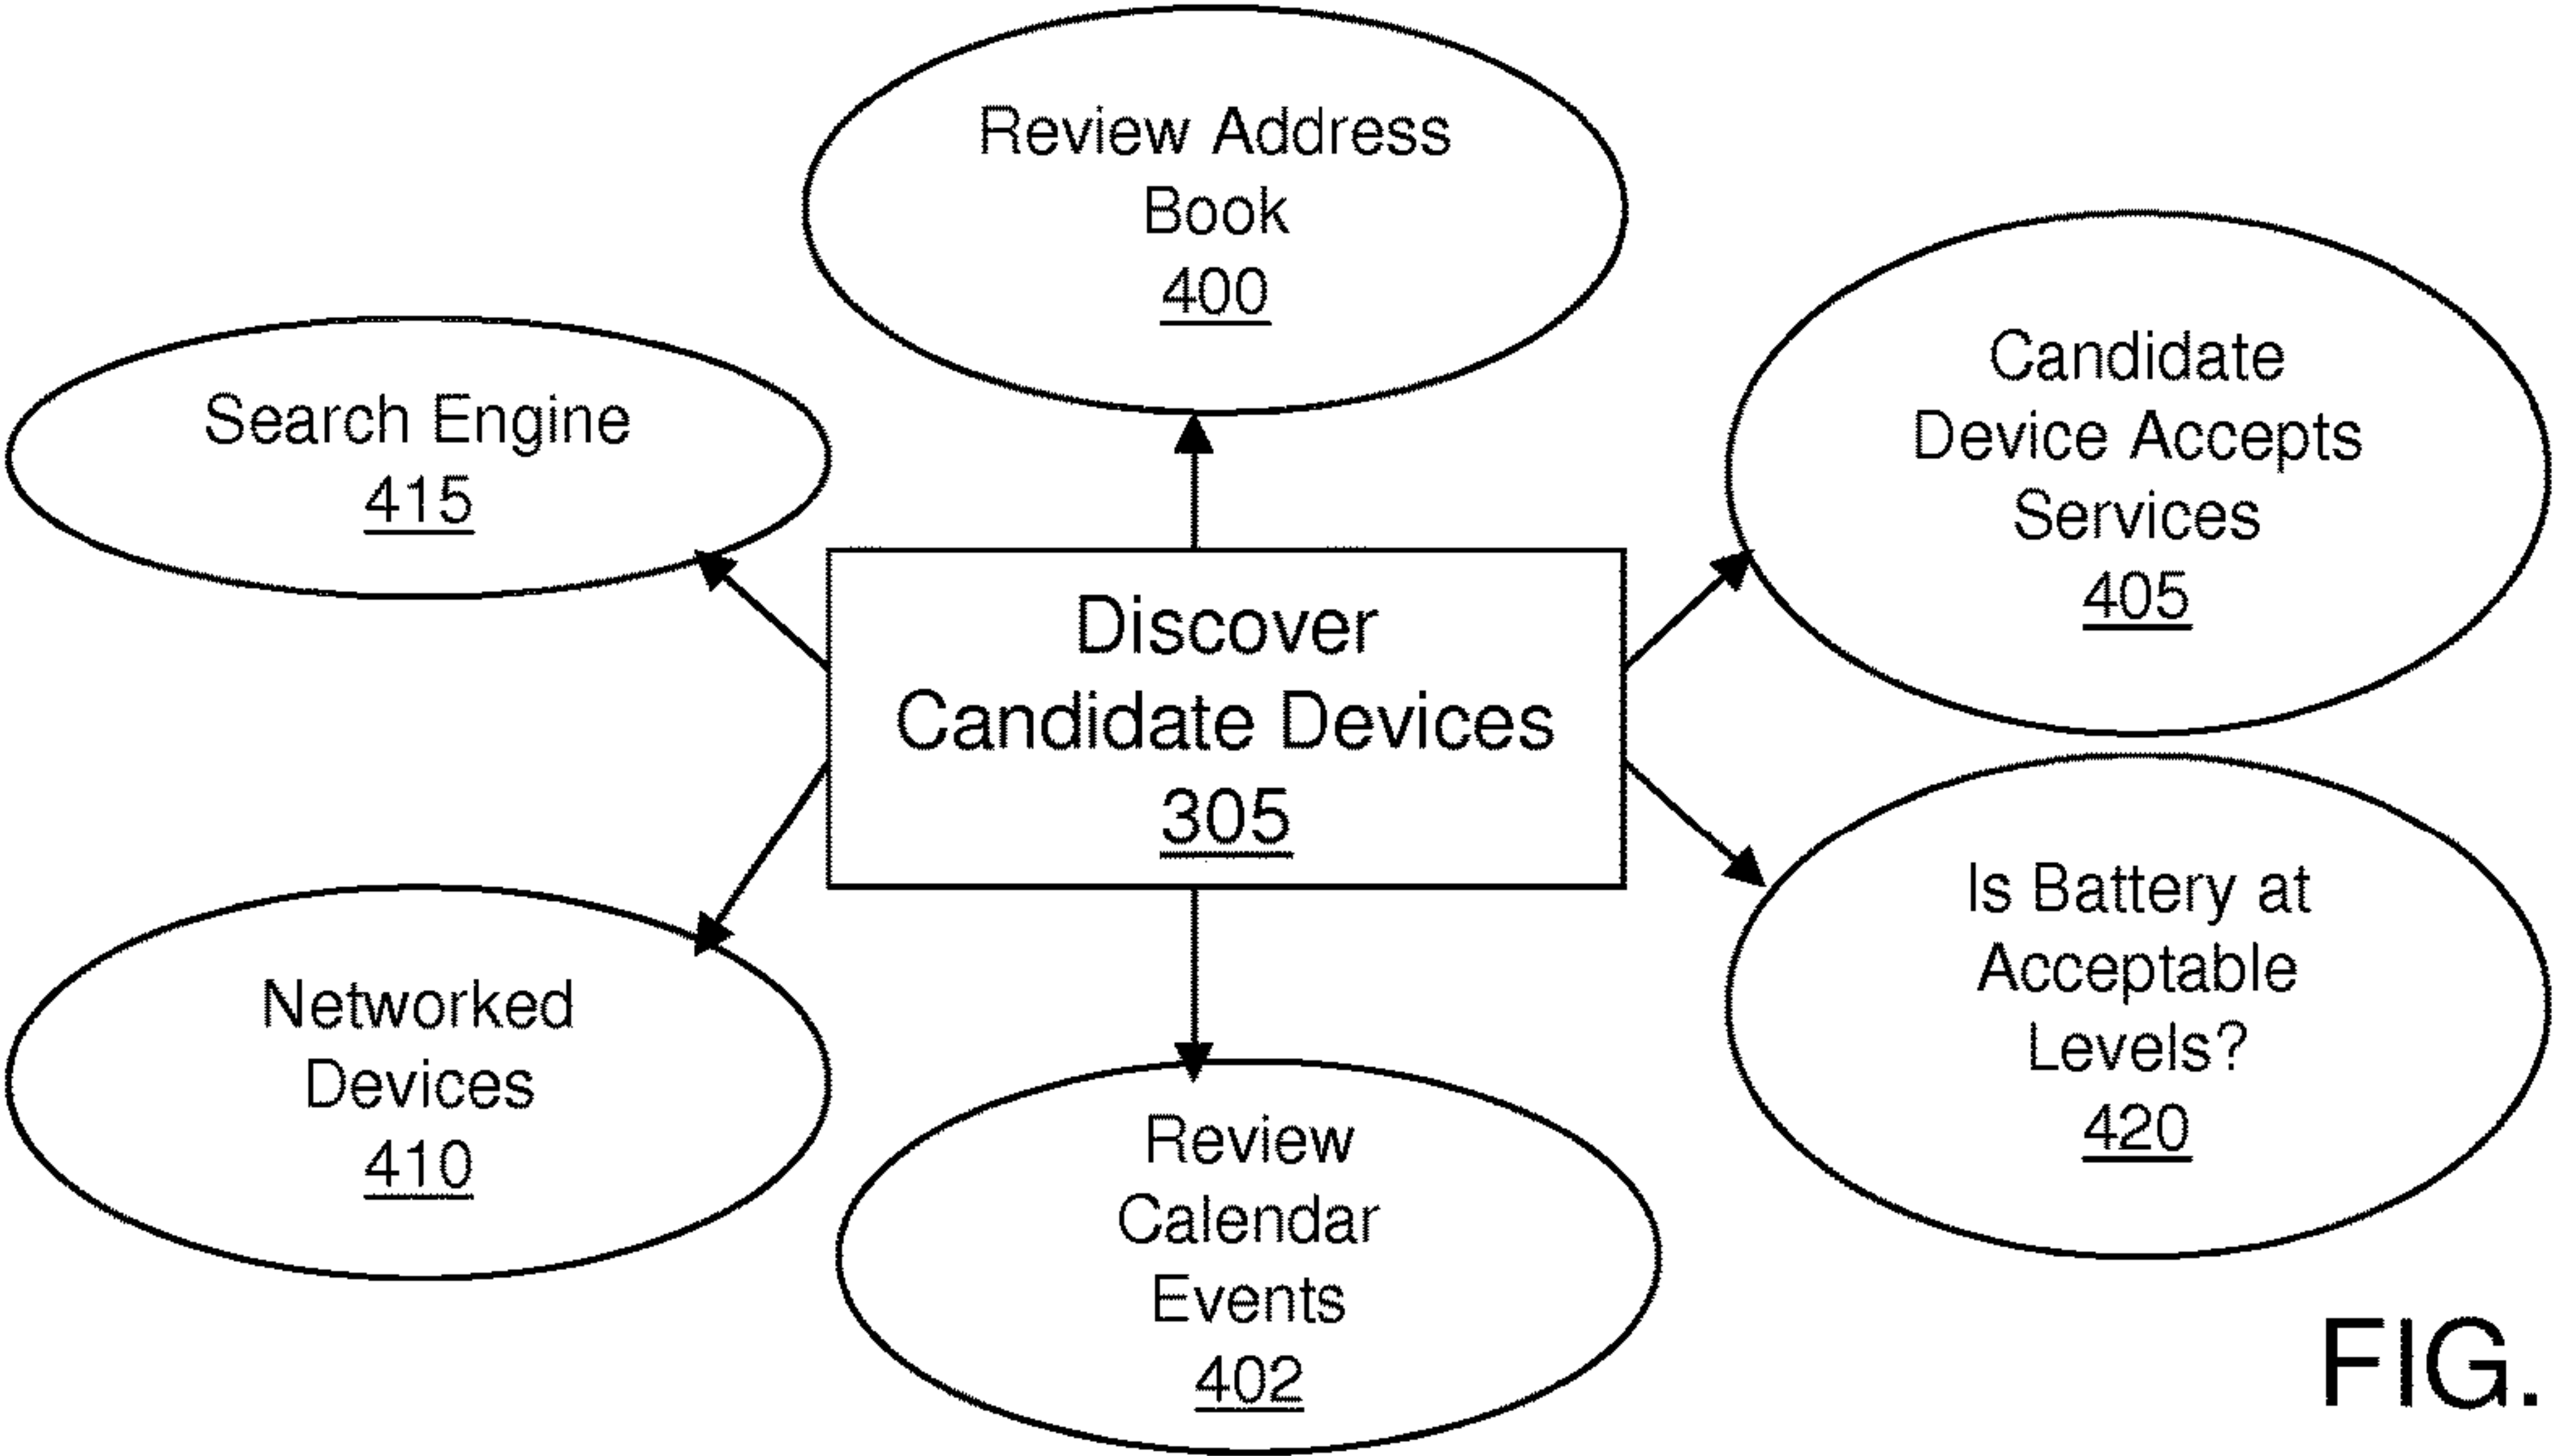 Review Address
Book
400
Search Engine
415
Candidate
Device Accepts
Services
405
Discover
Candidate Devices
305
Is Battery at
Acceptable
Levels?
420
Networked
Devices
410
Review
Calendar
Events
402
FIG.